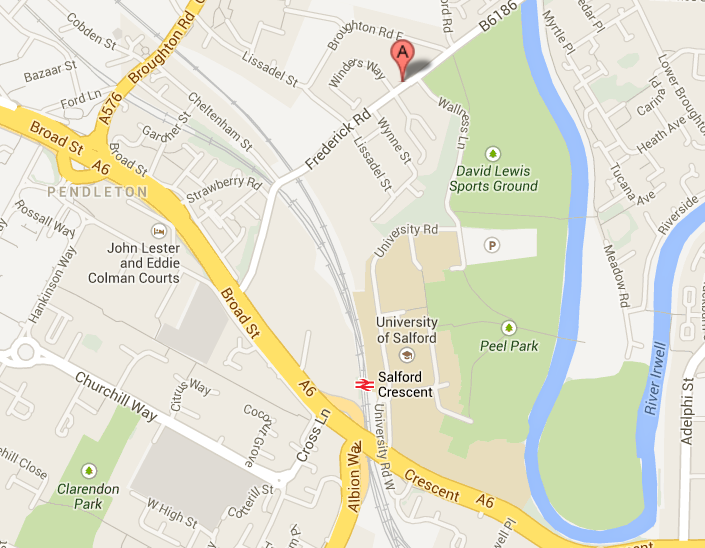 Cobden St
Broughton Rd
Broughton Rd E
B6186
Myrtle Pl
Cedar Pl
Bazaar St
Lissadel St
Winders Way
A
Lower Broughton
Carina Pl
Ford Ln
A576
Cheltenham St
Frederick Rd
Wallness Ln
Heath Ave
Broad St
A6
Broad St
Gardner St
Wynne St
Lissadel St
David Lewis
Sports Ground
Tucana Ave
PENDLETON
Strawberry Rd
Rossall Way
University Rd
Riverside
John Lester
and Eddie
Colman Courts
P
Meadow Rd
Hankinson Way
Broad St
University
of Salford
Peel Park
River Irwell
Adelphi St
Churchill Way
Citrus Way
A6
Salford
Crescent
Coconut Grove
Cross Ln
University Rd W
Clarendon
Park
W High St
Cotterill St
Albion Way
Crescent
A6